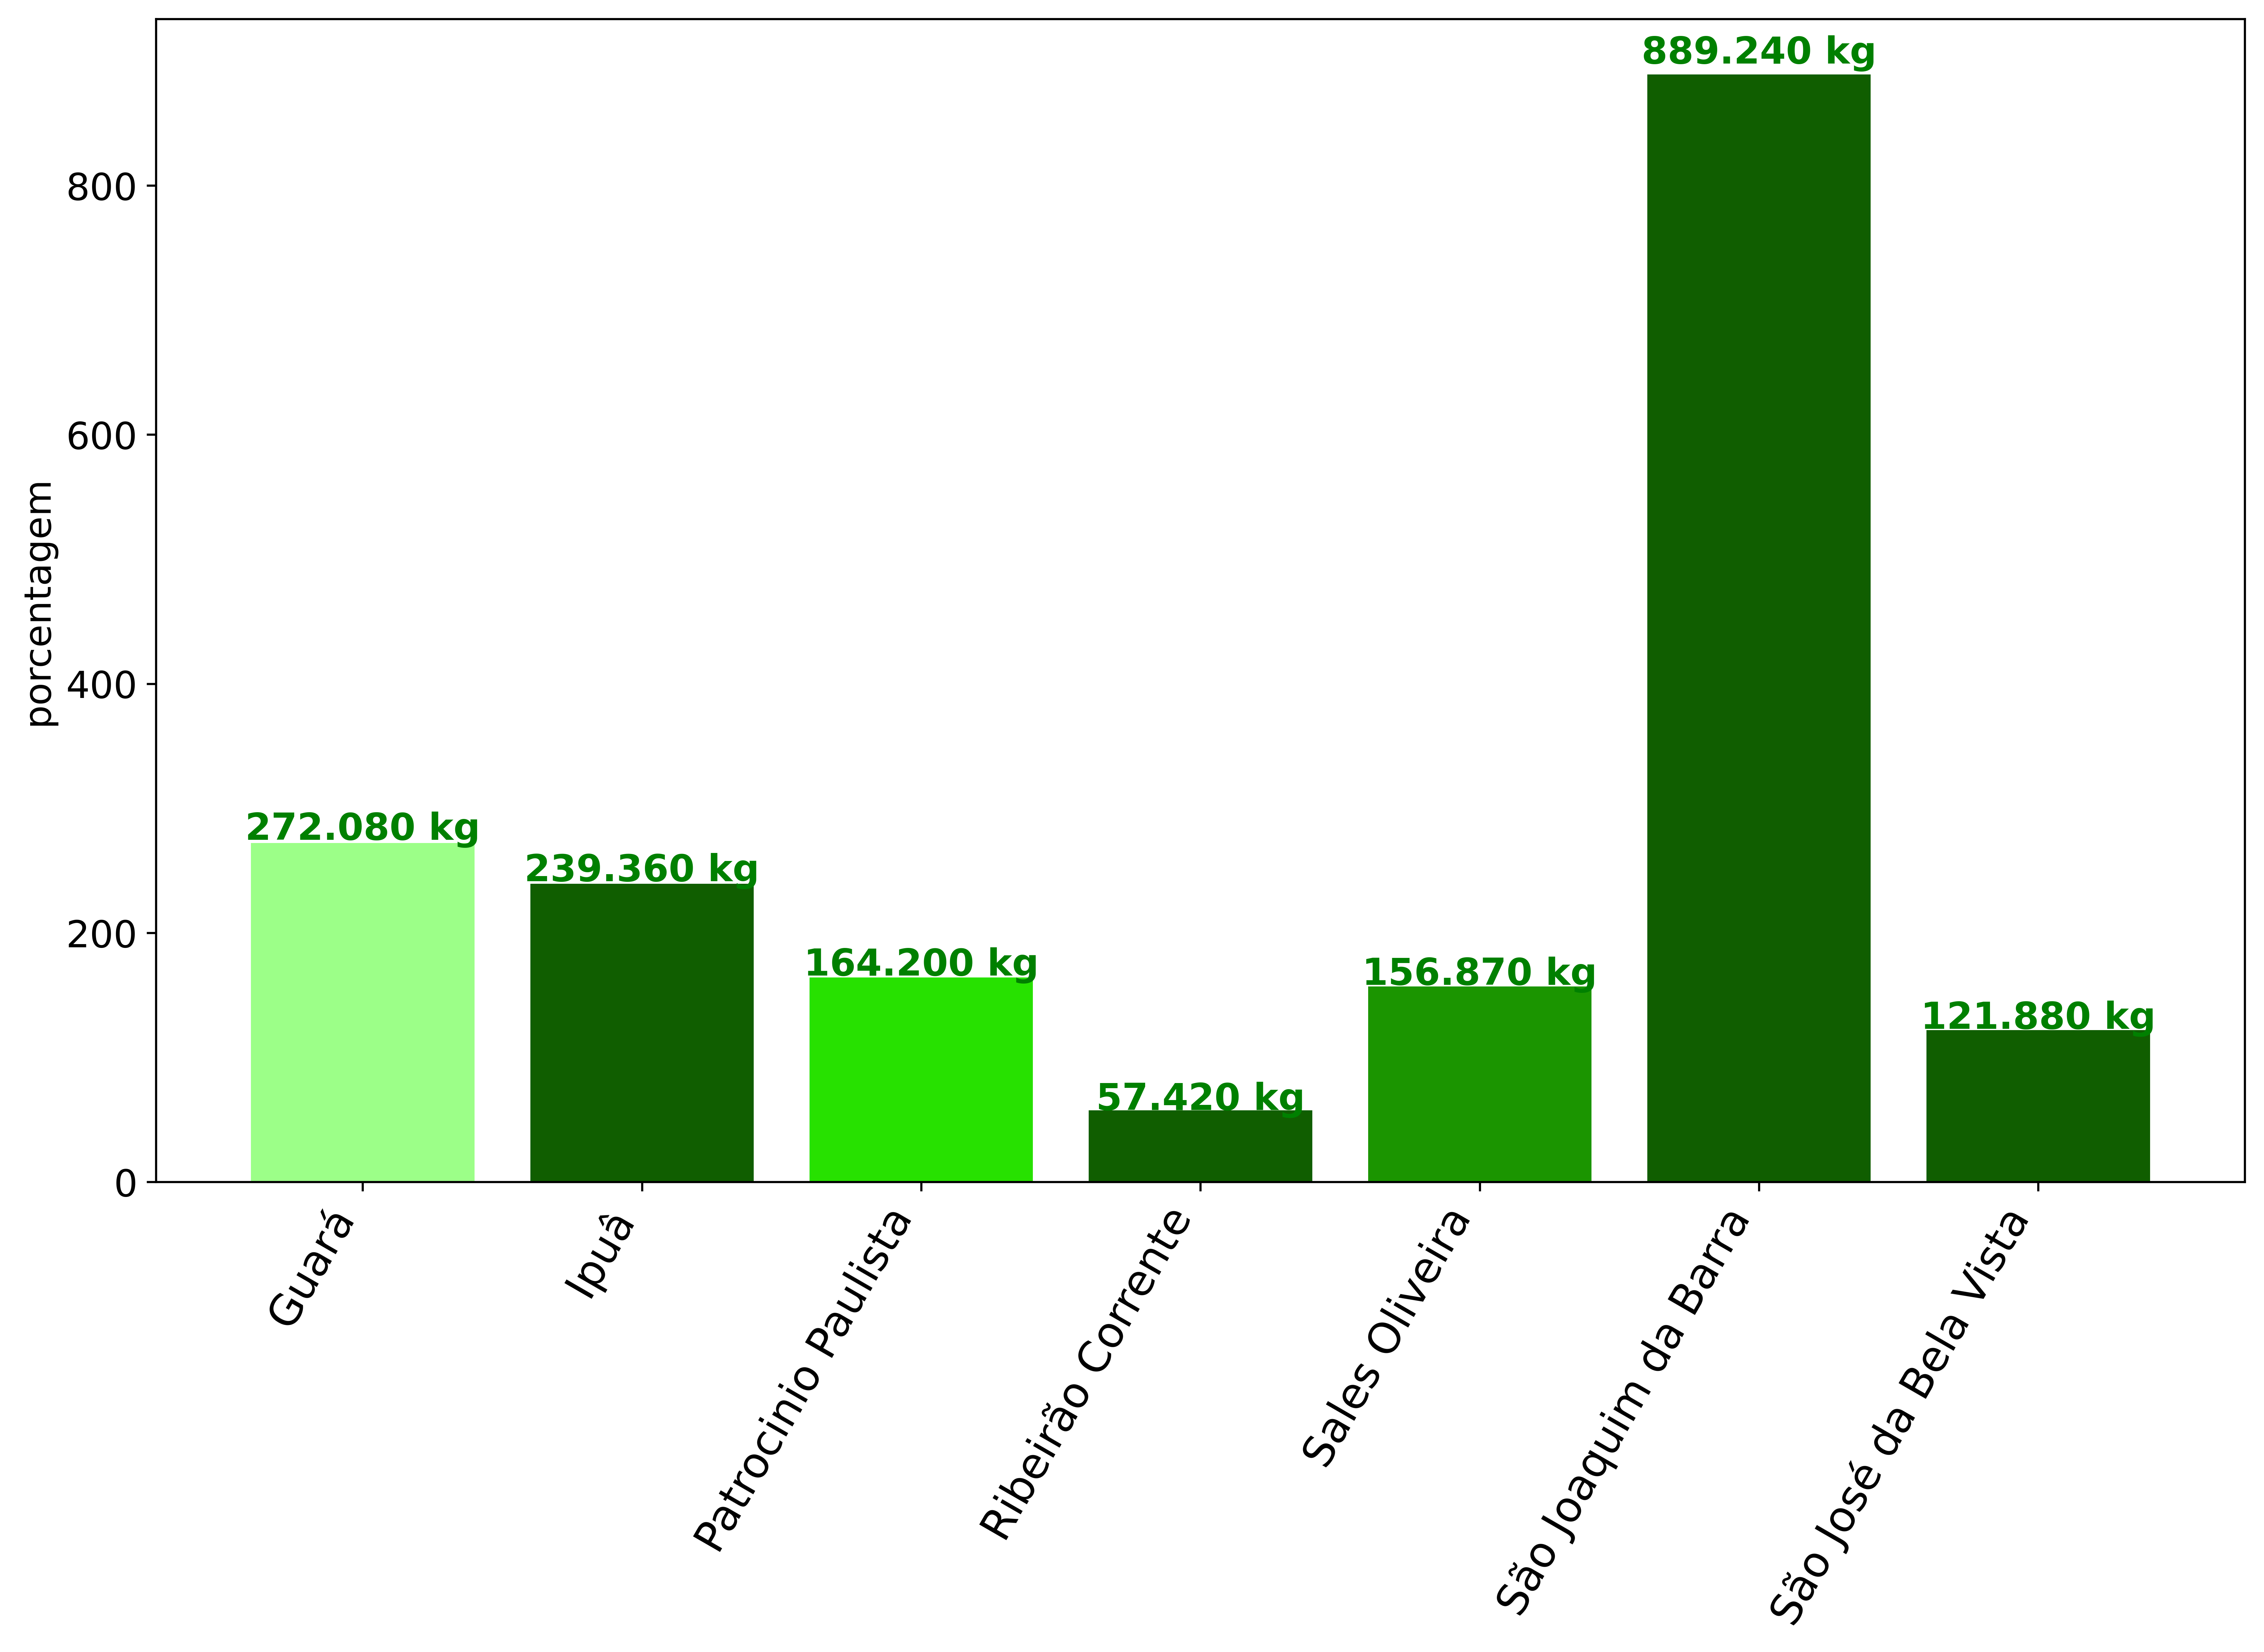 889.240 kg
800
600
porcentagem
400
272.080 kg
239.360 kg
200
164.200 kg
156.870 kg
121.880 kg
57.420 kg
0
Guará
Ipuâ
Patrocinio Paulista
Ribeirão Corrente
Sales Oliveira
São Joaquim da Barra
São José da Bela Vista